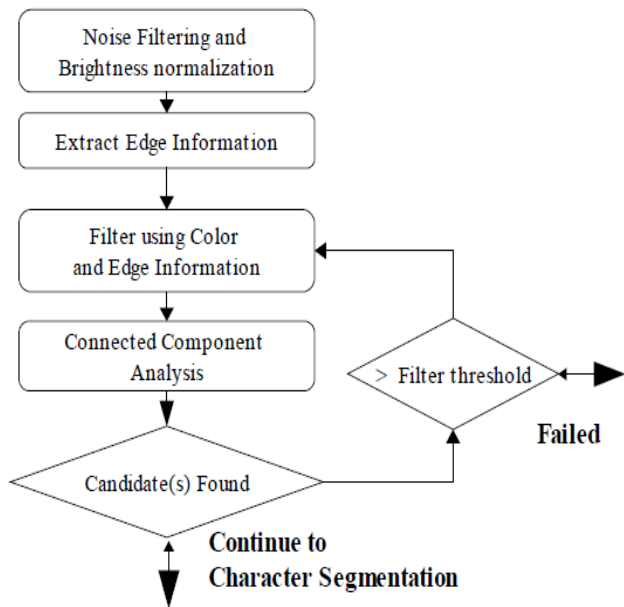 Noise Filtering and
Brightness normalization
Extract Edge Information
Filter using Color
and Edge Information
Connected Component
Analysis
> Filter threshold
Failed
Candidate(s) Found
Continue to
Character Segmentation